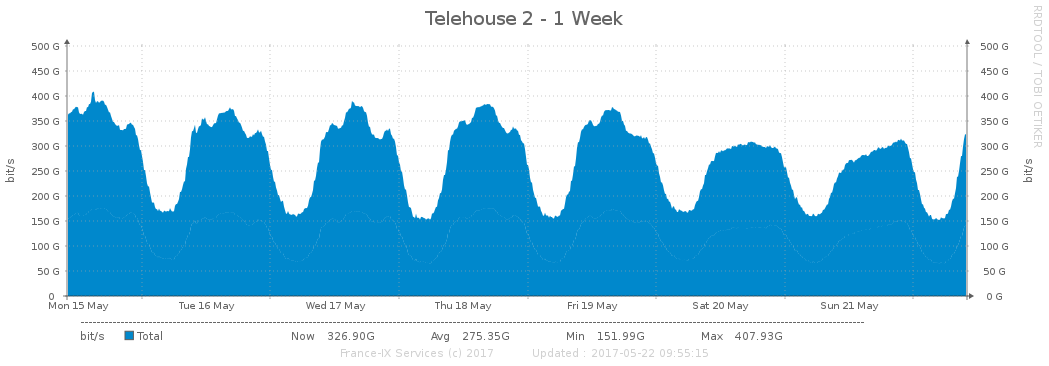 Telehouse 2 - 1 Week
RRDTOOL / TOBI OETIKER
500 G 500 G
450 G 450 G
400 G 400 G
350 G 350 G
300 G 300 G
250 G 250 G
200 G 200 G
150 G 150 G
100 G 100 G
50 G 50 G
0 0 G
bit/s bit/s
Mon 15 May Tue 16 May Wed 17 May Thu 18 May Fri 19 May Sat 20 May Sun 21 May
bit/s Total Now 326.90G Avg 275.35G Min 151.99G Max 407.93G
France-IX Services (c) 2017 Updated : 2017-05-22 09:55:15